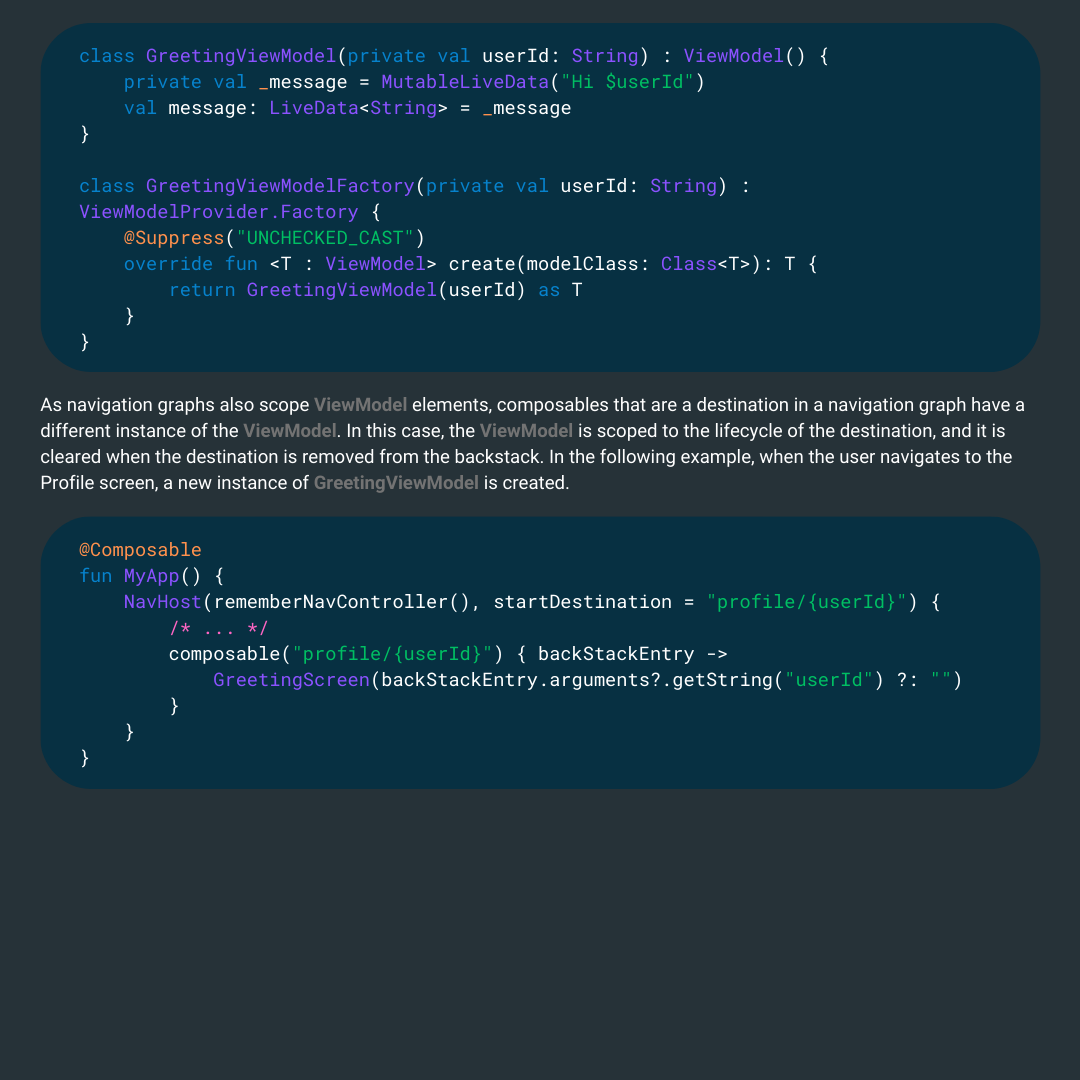 class GreetingViewModel(private val userId: String) : ViewModel() {
    private val _message = MutableLiveData("Hi $userId")
    val message: LiveData<String> = _message
}

class GreetingViewModelFactory(private val userId: String) :
ViewModelProvider.Factory {
    @Suppress("UNCHECKED_CAST")
    override fun <T : ViewModel> create(modelClass: Class<T>): T {
        return GreetingViewModel(userId) as T
    }
}

As navigation graphs also scope ViewModel elements, composables that are a destination in a navigation graph have a
different instance of the ViewModel. In this case, the ViewModel is scoped to the lifecycle of the destination, and it is
cleared when the destination is removed from the backstack. In the following example, when the user navigates to the
Profile screen, a new instance of GreetingViewModel is created.

@Composable
fun MyApp() {
    NavHost(rememberNavController(), startDestination = "profile/{userId}") {
        /* ... */
        composable("profile/{userId}") { backStackEntry ->
            GreetingScreen(backStackEntry.arguments?.getString("userId") ?: "")
        }
    }
}